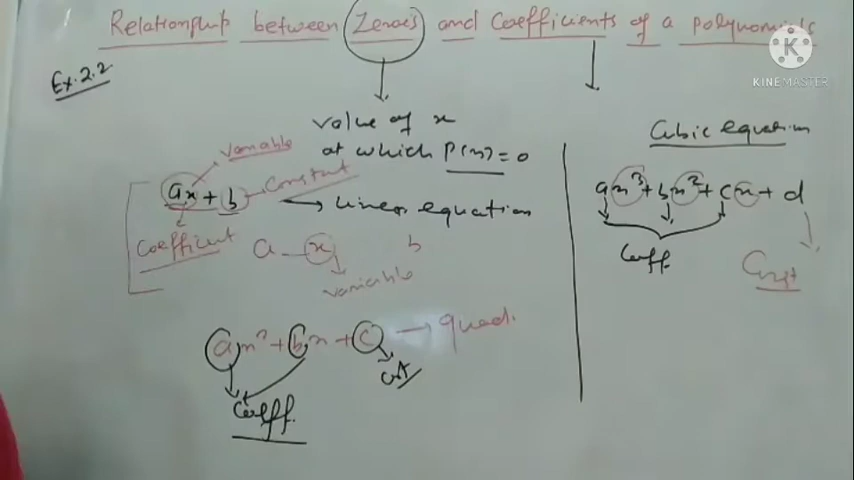 Relationship between Zeroes and Coefficients of a polynomials
KINEMASTER
Ex. 2.2
value of x
at which P(x) = 0
variable
ax + b
constant
→ linear equation
coefficient
a x b
variable
ax² + bx + c → quad.
cst
Coeff.
Cubic equation
ax³ + bx² + cx + d
Coeff.
Const